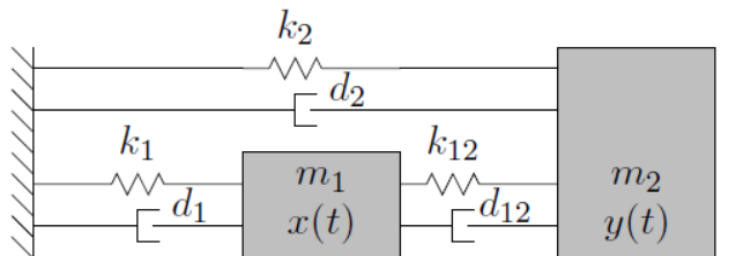 k₂
d₂
k₁
k₁₂
m₁
m₂
d₁
d₁₂
x(t)
y(t)